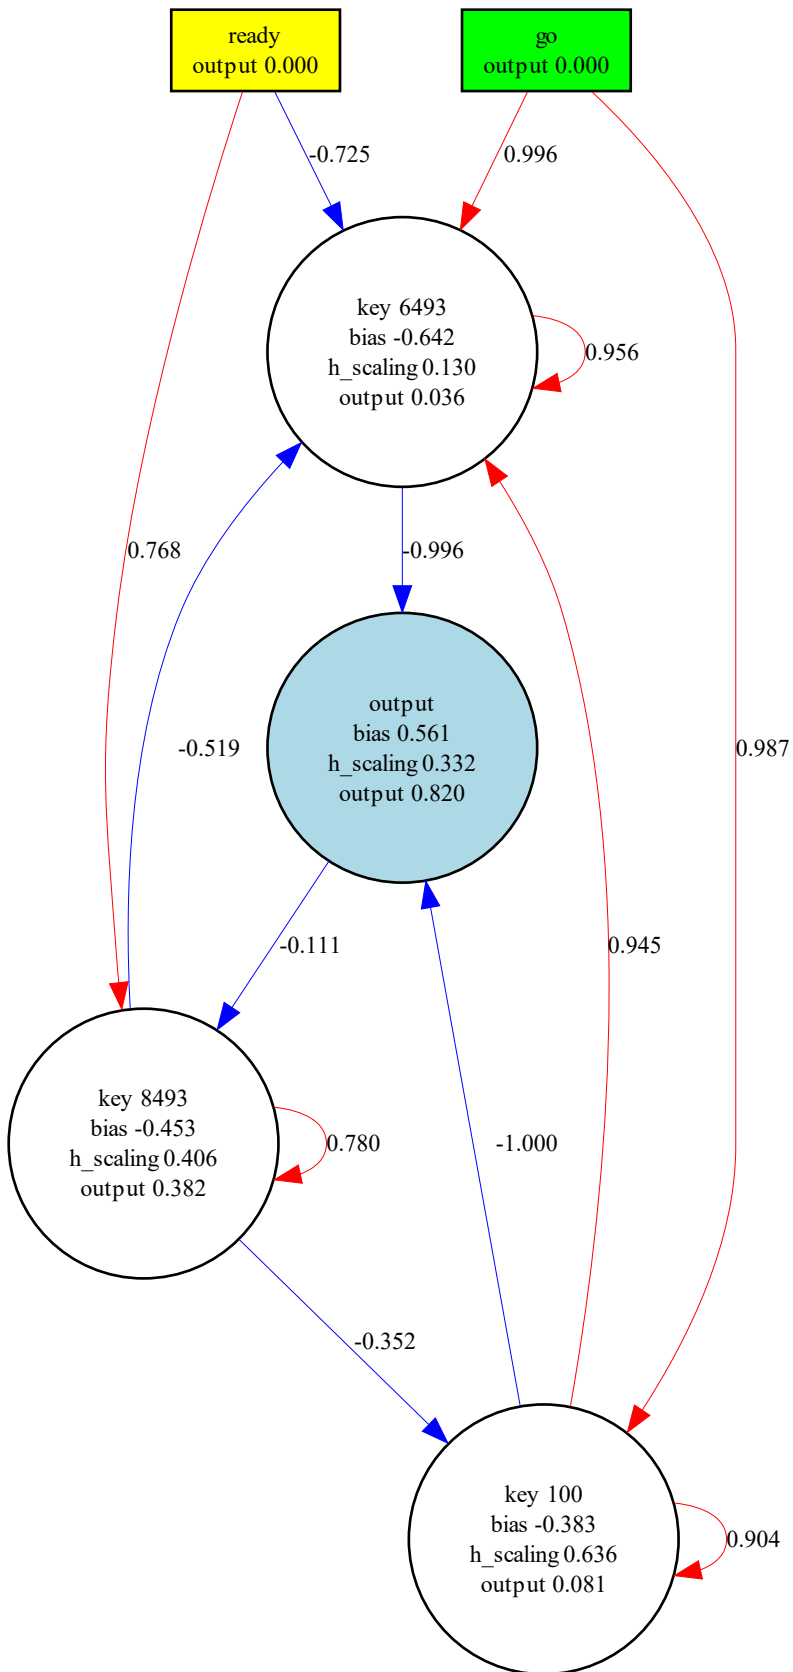 ready
output 0.000
go
output 0.000
-0.725
0.996
key 6493
bias -0.642
h_scaling 0.130
output 0.036
0.956
0.768
-0.996
output
bias 0.561
h_scaling 0.332
output 0.820
-0.519
0.987
-0.111
0.945
key 8493
bias -0.453
h_scaling 0.406
output 0.382
0.780
-1.000
-0.352
key 100
bias -0.383
h_scaling 0.636
output 0.081
0.904